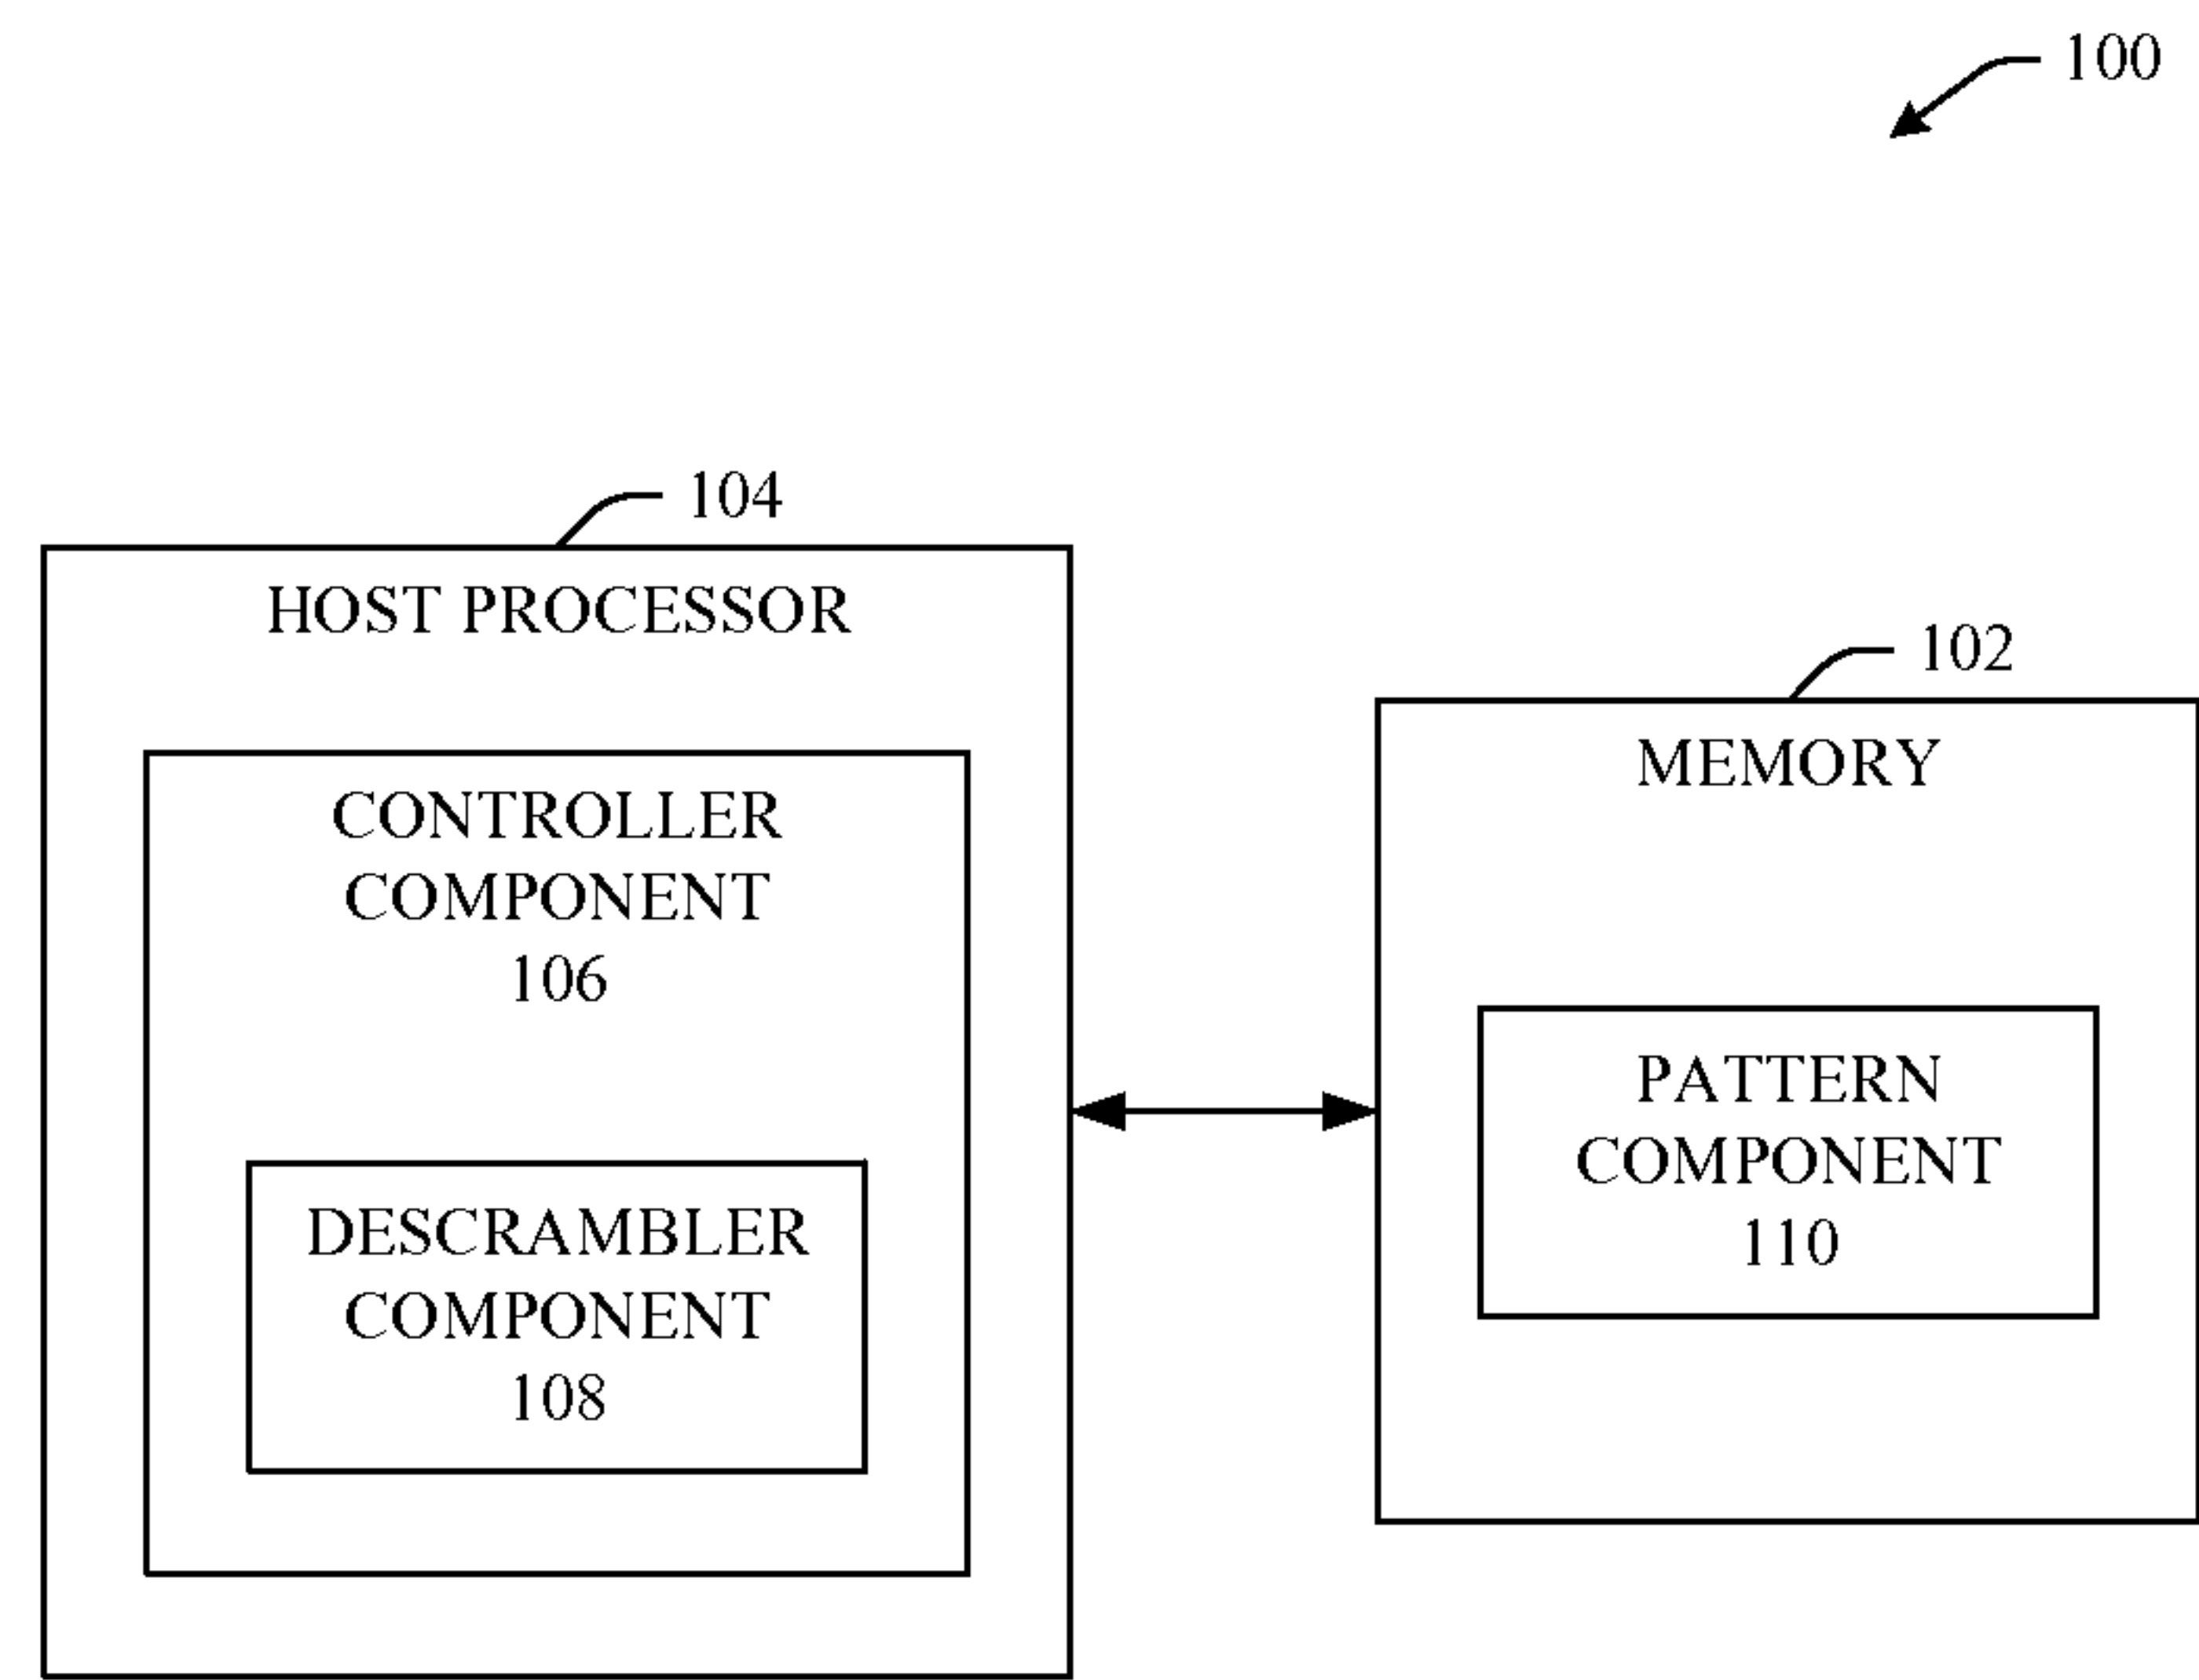 100
104
HOST PROCESSOR
CONTROLLER
COMPONENT
106
DESCRAMBLER
COMPONENT
108
102
MEMORY
PATTERN
COMPONENT
110